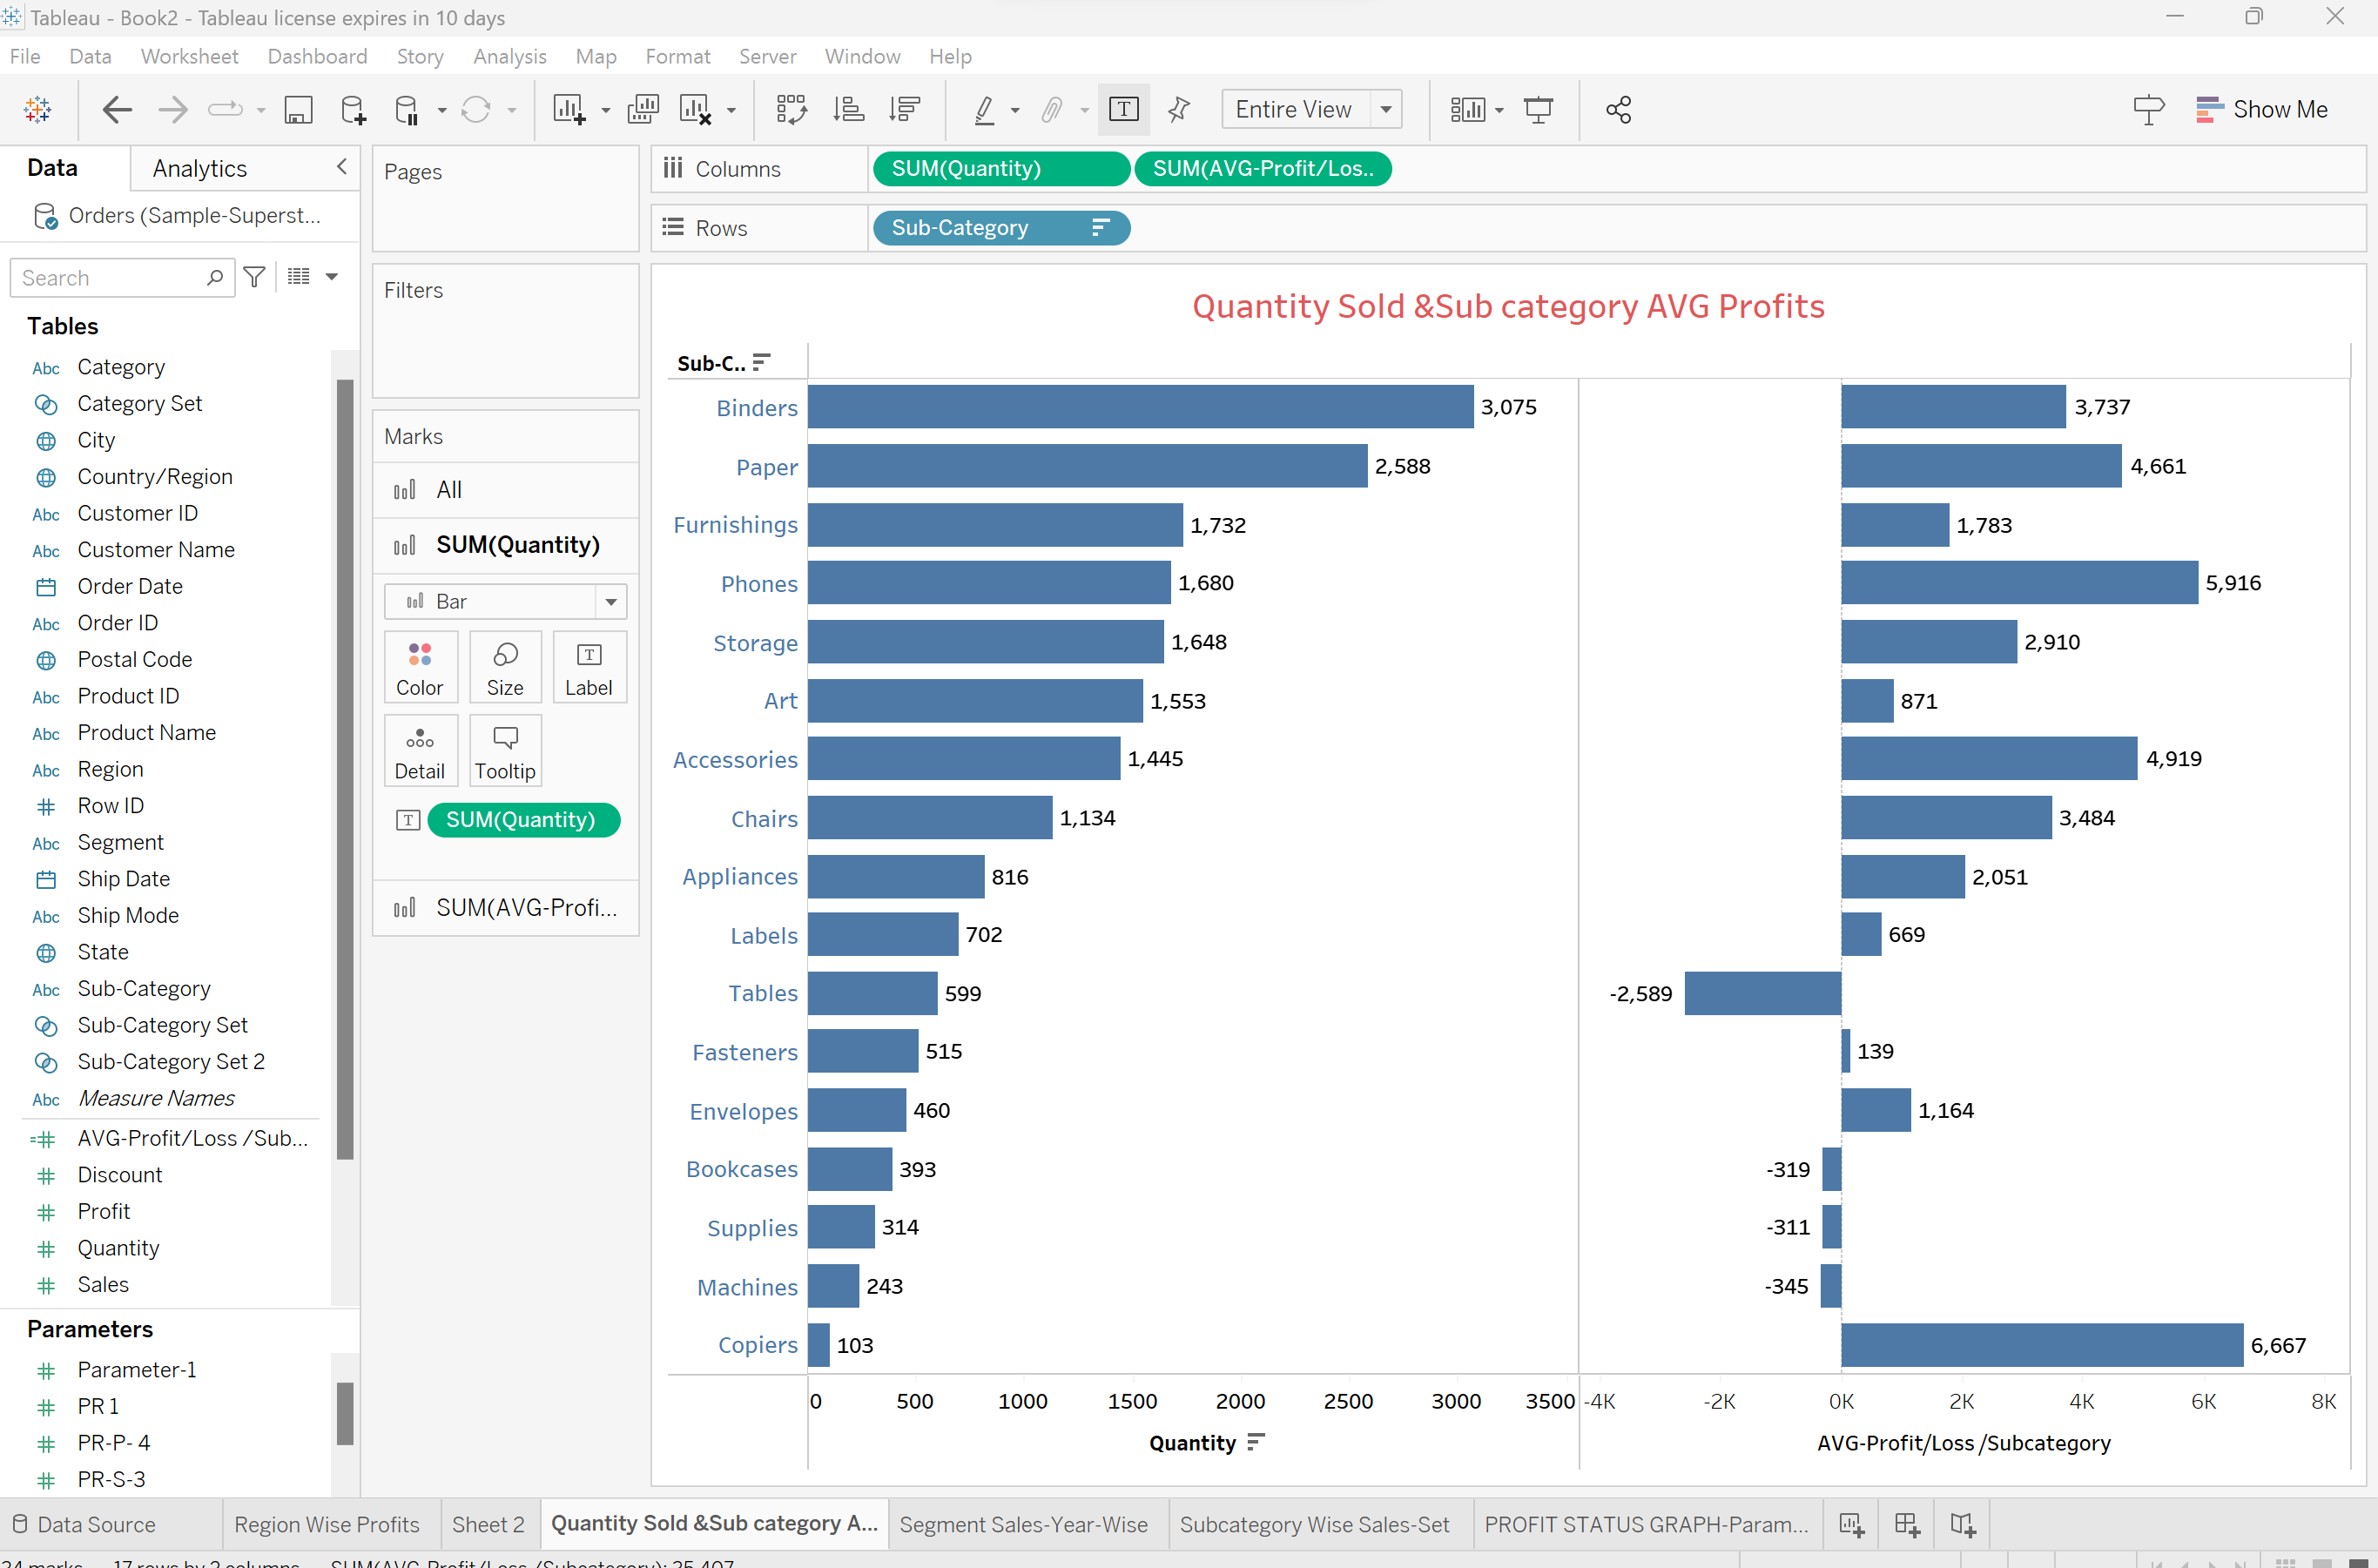 Tableau - Book2 - Tableau license expires in 10 days
File Data Worksheet Dashboard Story Analysis Map Format Server Window Help
Entire View
Show Me
Data Analytics
Orders (Sample-Superst...
Search
Tables
Abc Category
Category Set
City
Country/Region
Abc Customer ID
Abc Customer Name
Order Date
Abc Order ID
Postal Code
Abc Product ID
Abc Product Name
Abc Region
Row ID
Abc Segment
Ship Date
Abc Ship Mode
State
Abc Sub-Category
Sub-Category Set
Sub-Category Set 2
Abc Measure Names
AVG-Profit/Loss /Sub...
Discount
Profit
Quantity
Sales
Parameters
Parameter-1
PR 1
PR-P- 4
PR-S-3
Pages
Filters
Marks
All
SUM(Quantity)
Bar
Color Size Label
Detail Tooltip
SUM(Quantity)
SUM(AVG-Profi...
Columns SUM(Quantity) SUM(AVG-Profit/Los..
Rows Sub-Category
Quantity Sold &Sub category AVG Profits
Sub-C..
Binders 3,075 3,737
Paper 2,588 4,661
Furnishings 1,732 1,783
Phones 1,680 5,916
Storage 1,648 2,910
Art 1,553 871
Accessories 1,445 4,919
Chairs 1,134 3,484
Appliances 816 2,051
Labels 702 669
Tables 599 -2,589
Fasteners 515 139
Envelopes 460 1,164
Bookcases 393 -319
Supplies 314 -311
Machines 243 -345
Copiers 103 6,667
0 500 1000 1500 2000 2500 3000 3500 -4K -2K 0K 2K 4K 6K 8K
Quantity AVG-Profit/Loss /Subcategory
Data Source Region Wise Profits Sheet 2 Quantity Sold &Sub category A... Segment Sales-Year-Wise Subcategory Wise Sales-Set PROFIT STATUS GRAPH-Param...
34 marks 17 rows by 2 columns SUM(AVG-Profit/Loss /Subcategory): 35,407